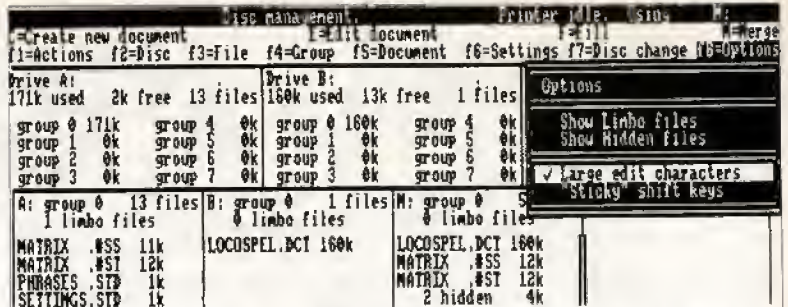 Disc management. Printer idle. Using M:
C=Create new document E=Edit document F=Fill M=Merge
f1=Actions f2=Disc f3=File f4=Group f5=Document f6=Settings f7=Disc change f8=Options
Drive A:
171k used 2k free 13 files
group 0 171k group 4 0k
group 1 0k group 5 0k
group 2 0k group 6 0k
group 3 0k group 7 0k
Drive B:
160k used 13k free 1 files
group 0 160k group 4 0k
group 1 0k group 5 0k
group 2 0k group 6 0k
group 3 0k group 7 0k
Options
Show Limbo files
Show Hidden files
√ Large edit characters
"Sticky" shift keys
A: group 0 13 files
1 limbo files
MATRIX .#SS 11k
MATRIX .#ST 12k
PHRASES .STD 1k
SETTINGS.STD 1k
B: group 0 1 files
0 limbo files
LOCOSPEL.DCT 160k
M: group 0 5
0 limbo files
LOCOSPEL.DCT 160k
MATRIX .#SS 12k
MATRIX .#ST 12k
2 hidden 4k